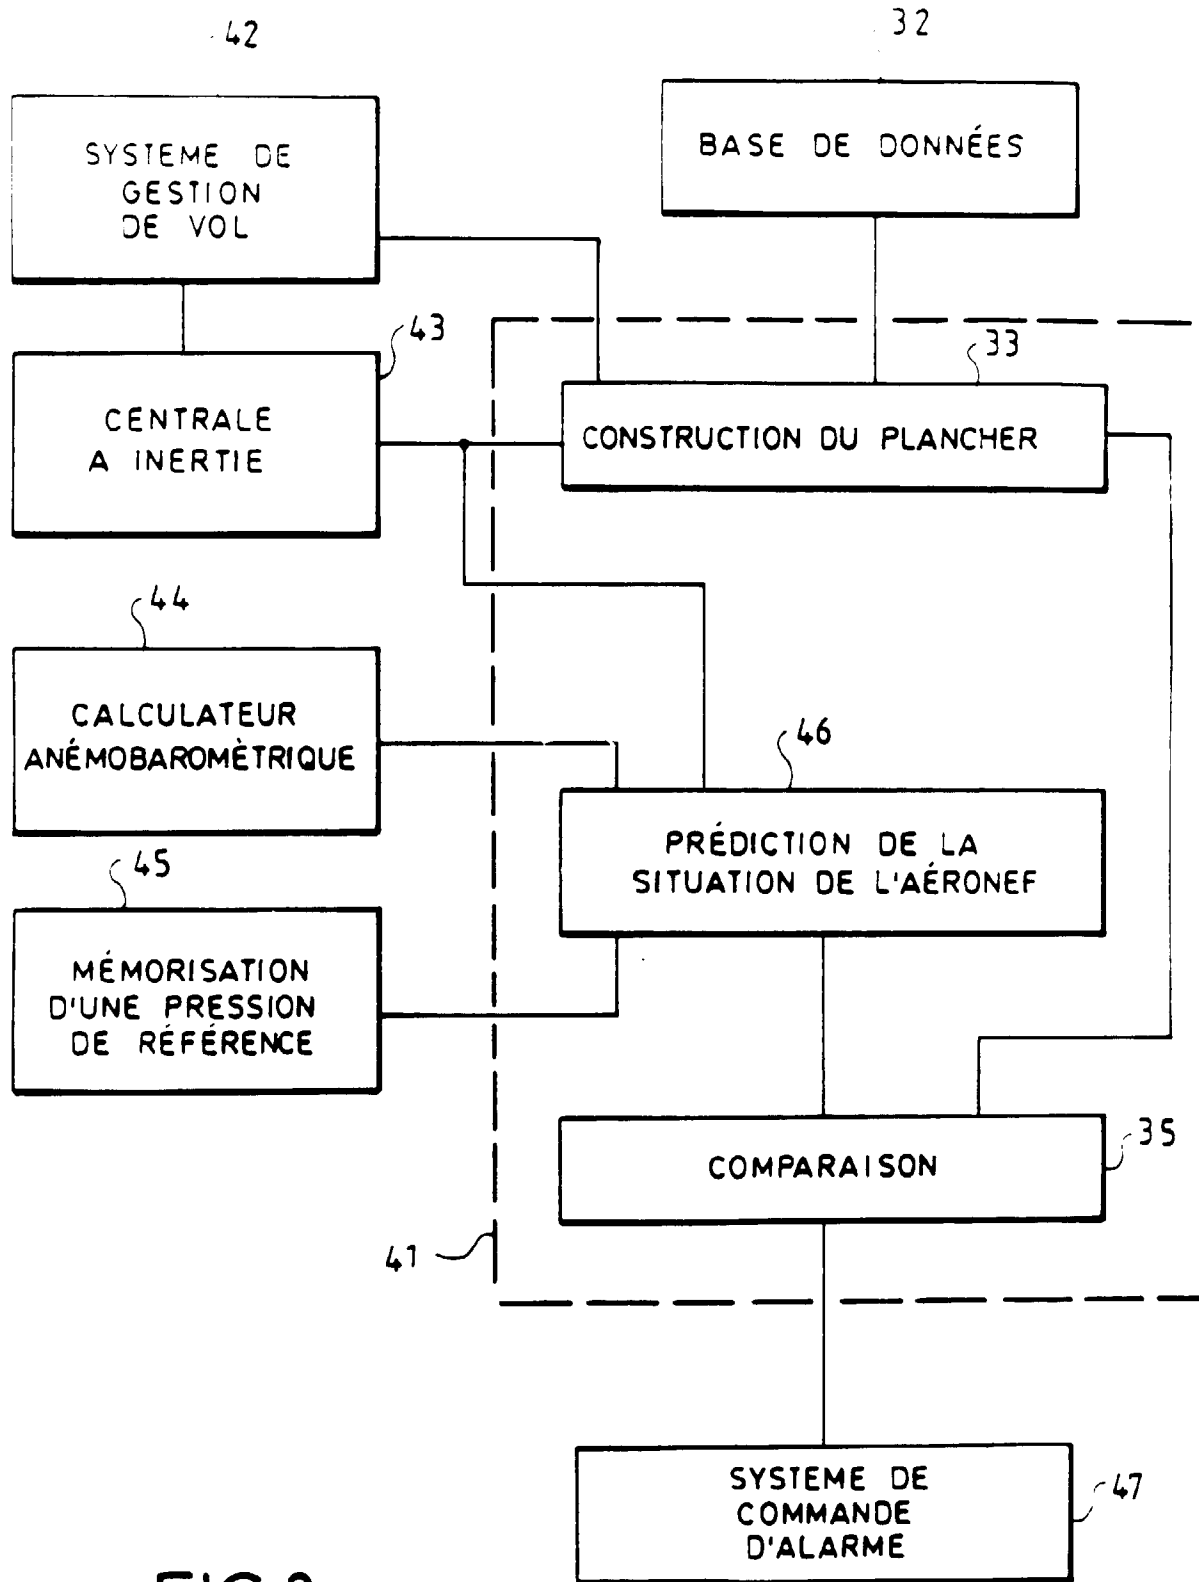 42
32
SYSTEME DE
GESTION
DE VOL
BASE DE DONNÉES
43
33
CENTRALE
A INERTIE
CONSTRUCTION DU PLANCHER
44
CALCULATEUR
ANÉMOBAROMÈTRIQUE
46
PRÉDICTION DE LA
SITUATION DE L'AÉRONEF
45
MÉMORISATION
D'UNE PRESSION
DE RÉFÉRENCE
35
COMPARAISON
41
47
SYSTEME DE
COMMANDE
D'ALARME